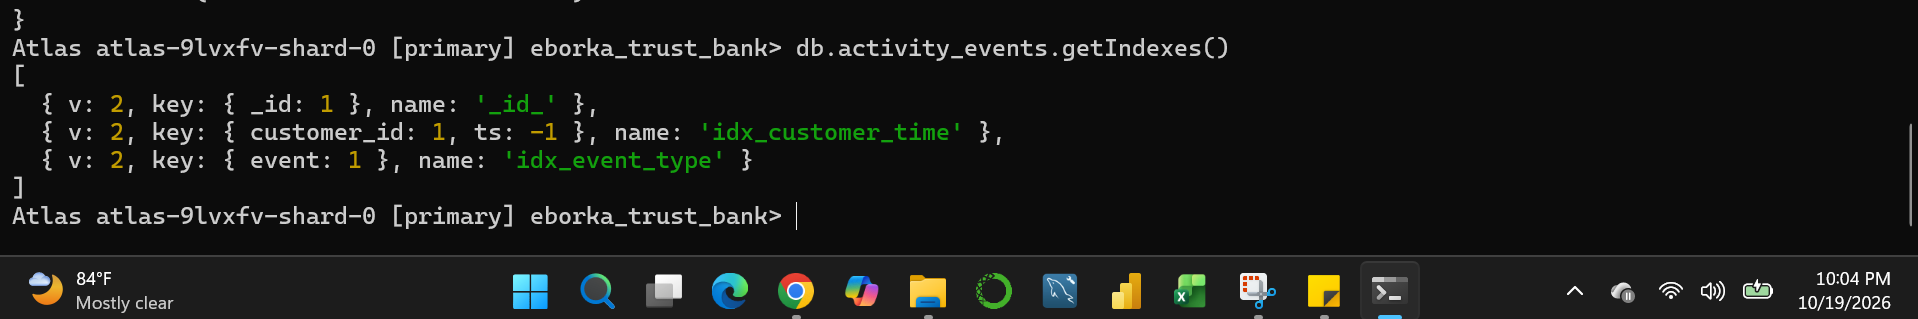 }
Atlas atlas-9lvxfv-shard-0 [primary] eborka_trust_bank> db.activity_events.getIndexes()
[
  { v: 2, key: { _id: 1 }, name: '_id_' },
  { v: 2, key: { customer_id: 1, ts: -1 }, name: 'idx_customer_time' },
  { v: 2, key: { event: 1 }, name: 'idx_event_type' }
]
Atlas atlas-9lvxfv-shard-0 [primary] eborka_trust_bank>
84°F
Mostly clear
10:04 PM
10/19/2026